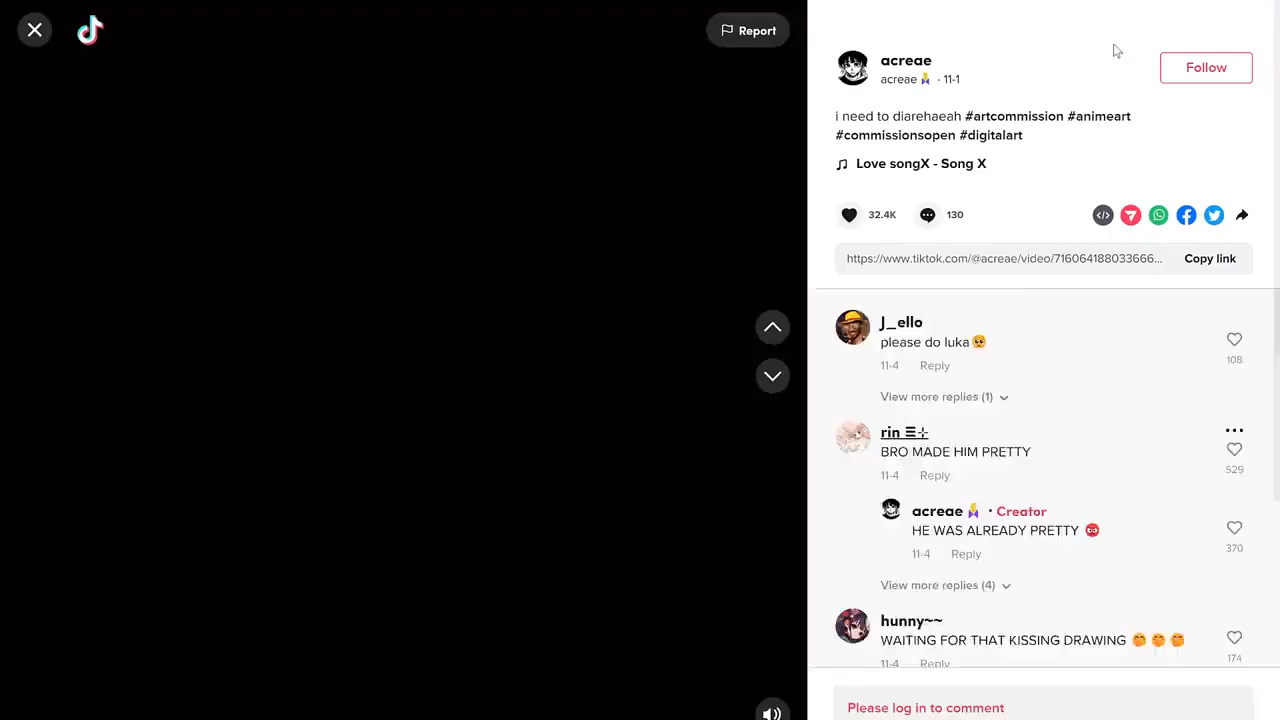 Report
acreae
acreae · 11-1
Follow
i need to diarehaeah #artcommission #animeart
#commissionsopen #digitalart
Love songX - Song X
32.4K
130
https://www.tiktok.com/@acreae/video/716064188033666...
Copy link
J_ello
please do luka🥺
108
11-4 Reply
View more replies (1)
rin ☰⊹
BRO MADE HIM PRETTY
529
11-4 Reply
acreae · Creator
HE WAS ALREADY PRETTY
370
11-4 Reply
View more replies (4)
hunny~~
WAITING FOR THAT KISSING DRAWING 🤭🤭🤭
174
11-4 Reply
Please log in to comment